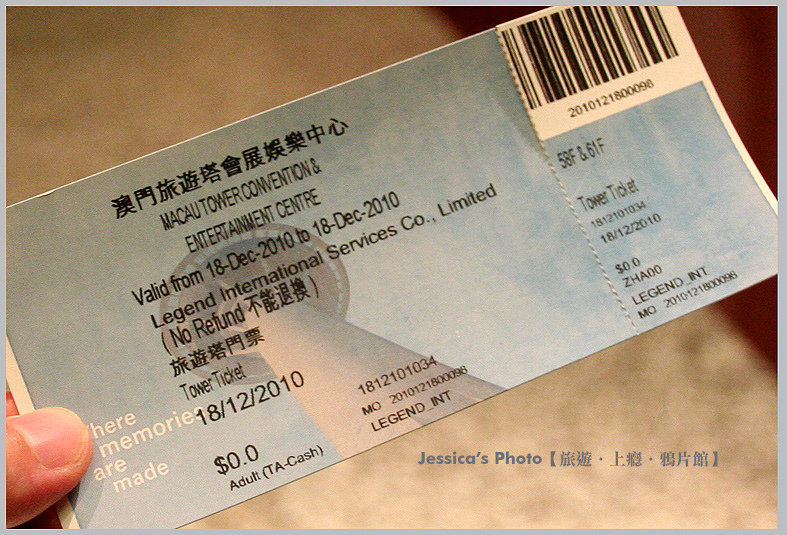 澳門旅遊塔會展娛樂中心
MACAU TOWER CONVENTION &
ENTERTAINMENT CENTRE
Valid from 18-Dec-2010 to 18-Dec-2010
Legend International Services Co., Limited
( No Refund 不能退換 )
旅遊塔門票
Tower Ticket
18/12/2010
$0.0
Adult (TA-Cash)
1812101034
MO 2010121800098
LEGEND_INT
where
memories
are
made
2010121800098
58F & 61F
Tower Ticket
1812101034
18/12/2010
$0.0
ZHA00
LEGEND_INT
MO 2010121800098
Jessica's Photo【旅遊‧上癮‧鴉片館】